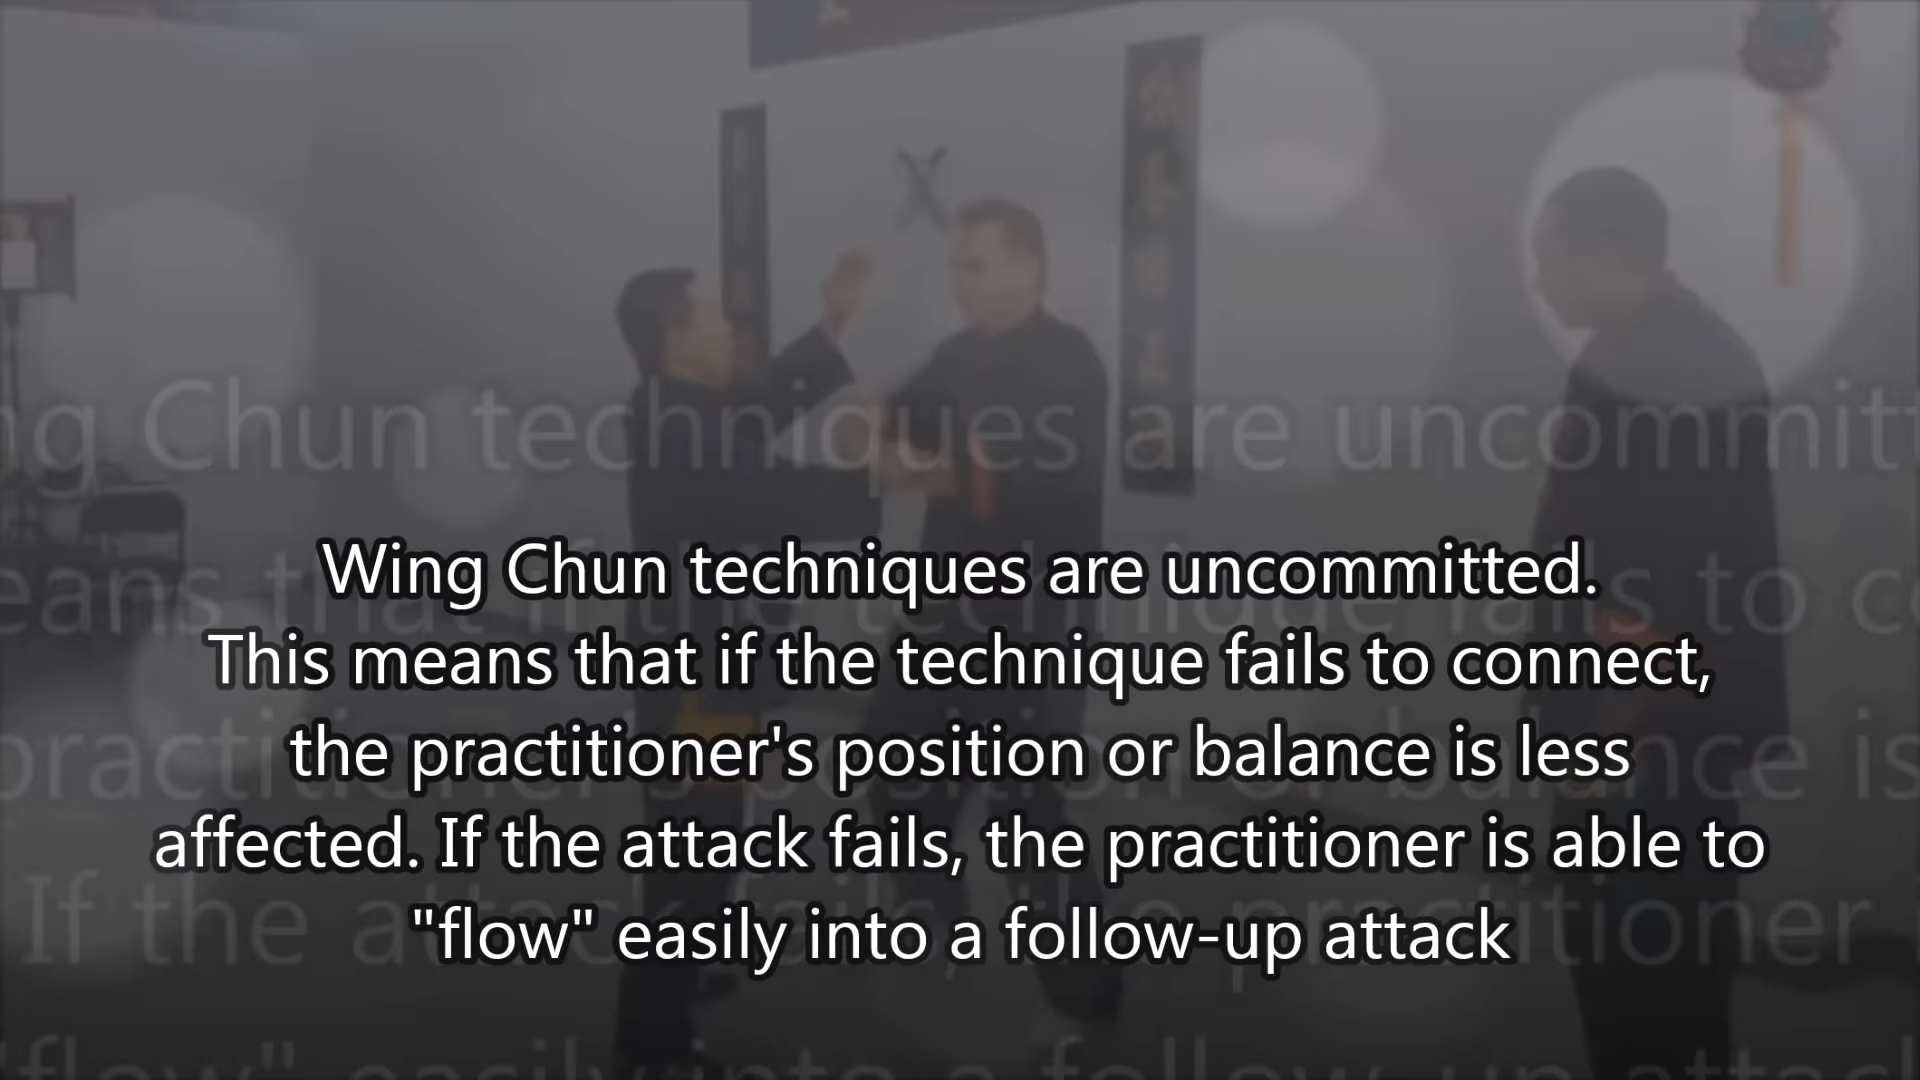 Wing Chun techniques are uncommitted.
This means that if the technique fails to connect,
the practitioner's position or balance is less
affected. If the attack fails, the practitioner is able to
"flow" easily into a follow-up attack